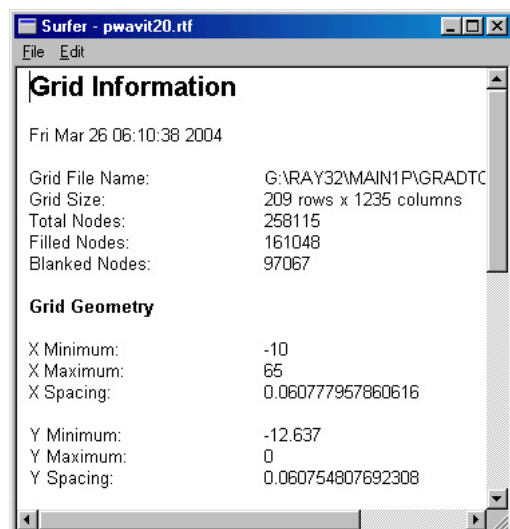 Surfer - pwavit20.rtf
File Edit
Grid Information
Fri Mar 26 06:10:38 2004
Grid File Name: G:\RAY32\MAIN1P\GRADTC
Grid Size: 209 rows x 1235 columns
Total Nodes: 258115
Filled Nodes: 161048
Blanked Nodes: 97067
Grid Geometry
X Minimum: -10
X Maximum: 65
X Spacing: 0.060777957860616
Y Minimum: -12.637
Y Maximum: 0
Y Spacing: 0.060754807692308